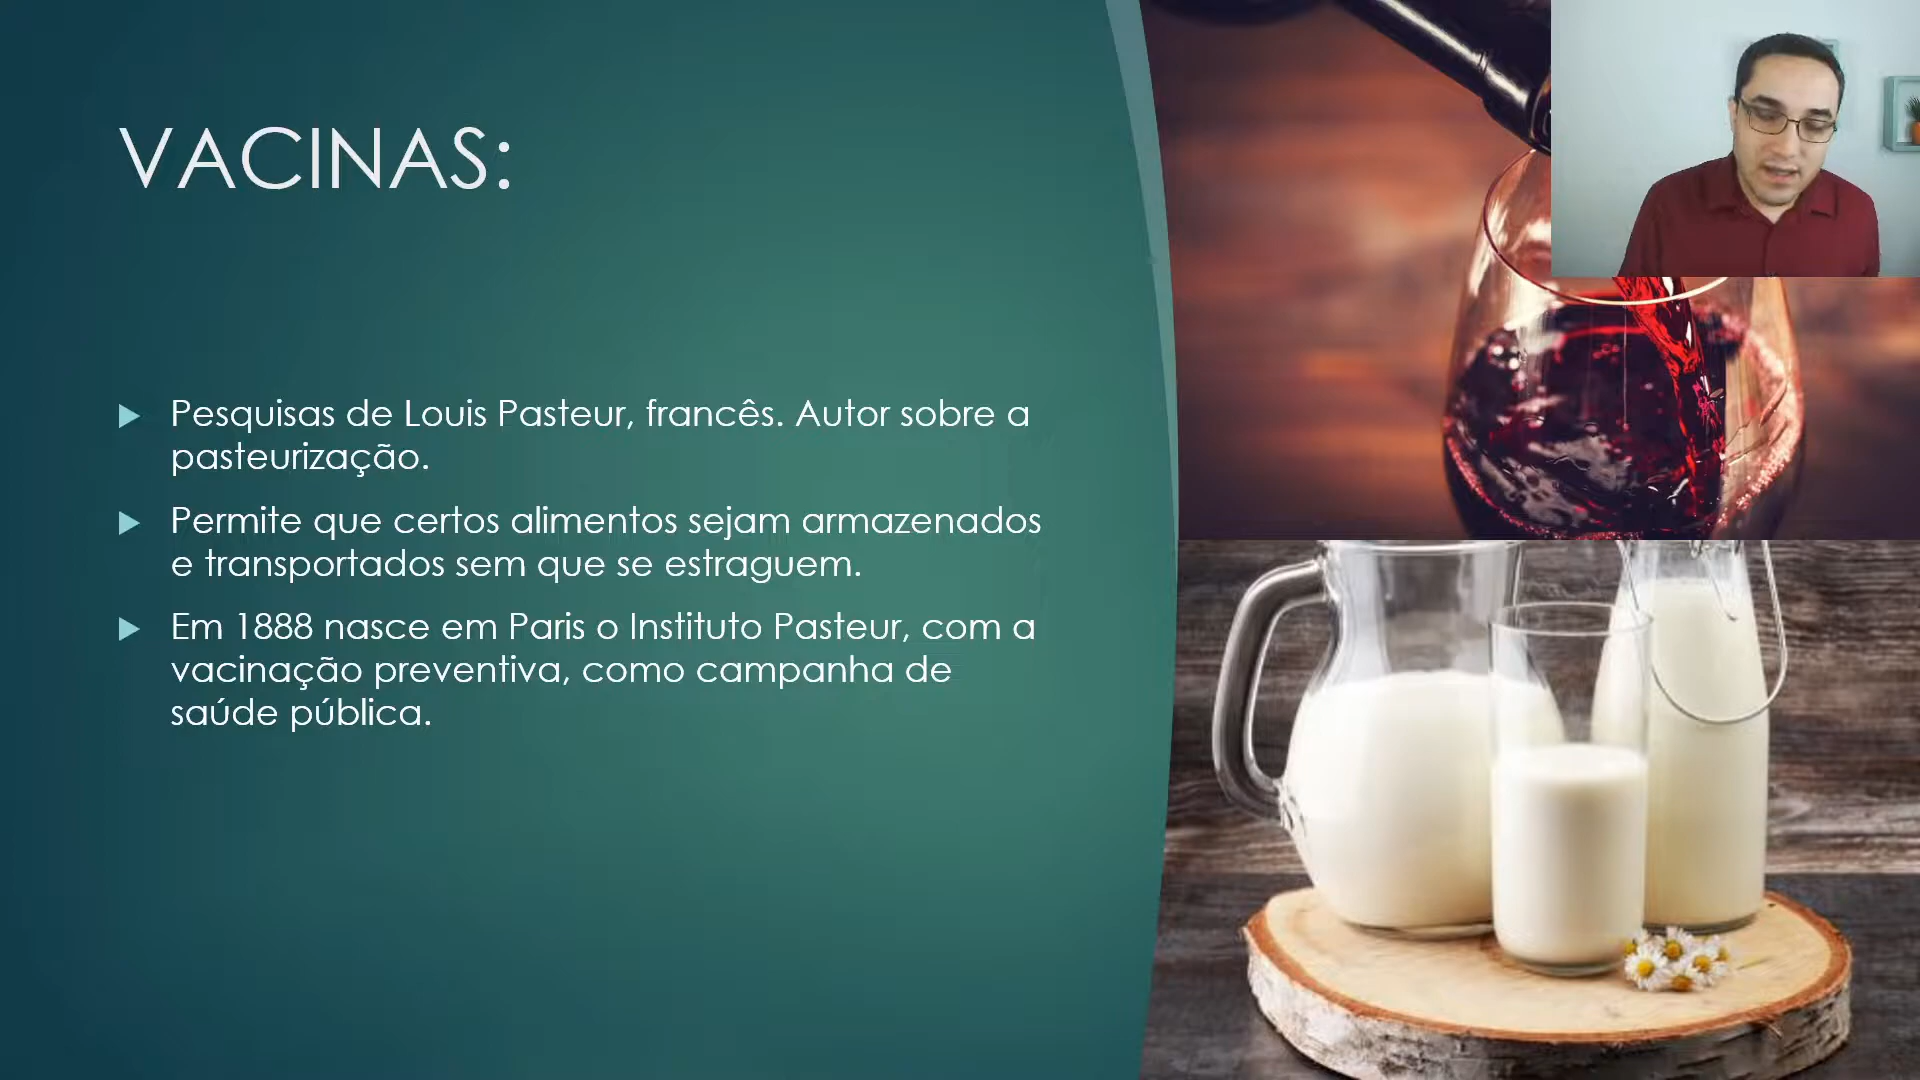 VACINAS:
Pesquisas de Louis Pasteur, francês. Autor sobre a
pasteurização.
Permite que certos alimentos sejam armazenados
e transportados sem que se estraguem.
Em 1888 nasce em Paris o Instituto Pasteur, com a
vacinação preventiva, como campanha de
saúde pública.